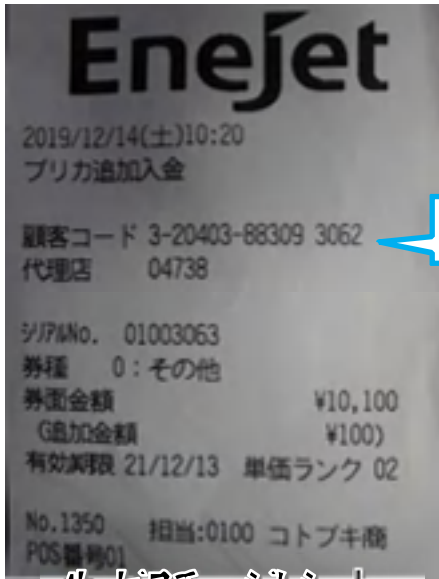 Enejet
2019/12/14(土)10:20
プリカ追加入金
顧客コード 3-20403-88309 3062
代理店 04738
シリアルNo. 01003063
券種 0:その他
券面金額 ¥10,100
(追加金額 ¥100)
有効期限 21/12/13 単価ランク 02
No.1350 担当:0100 コトブキ商
POS番号01